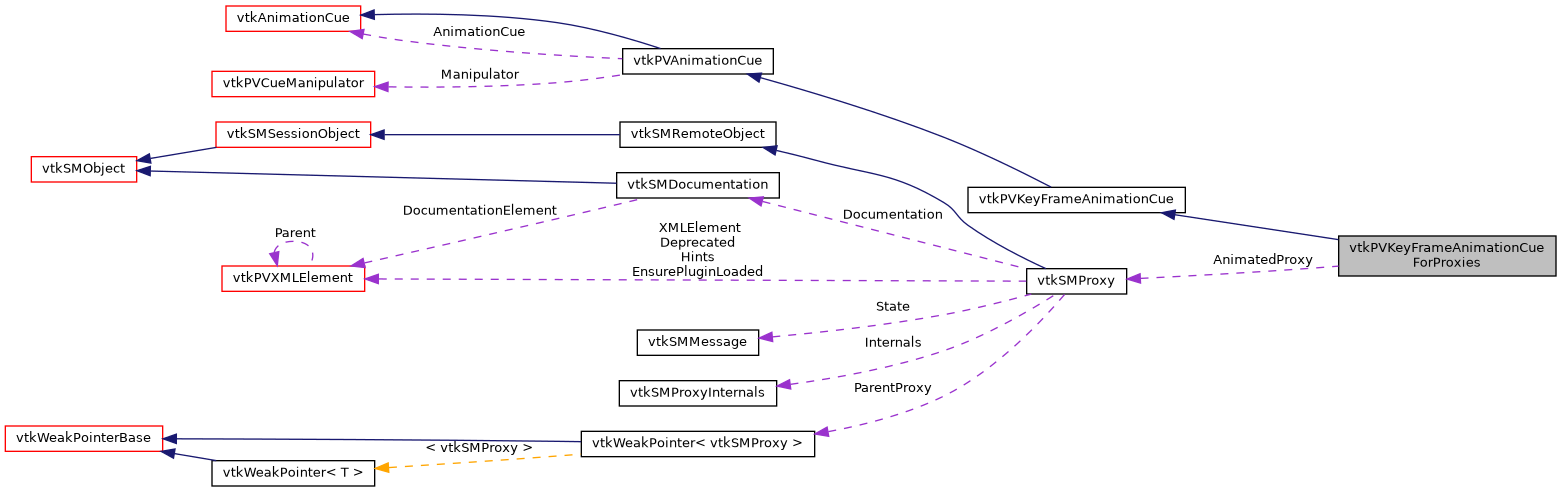 vtkAnimationCue
AnimationCue
vtkPVAnimationCue
Manipulator
vtkPVCueManipulator
vtkSMSessionObject
vtkSMRemoteObject
vtkSMObject
vtkSMDocumentation
vtkPVKeyFrameAnimationCue
DocumentationElement
Documentation
XMLElement
Deprecated
Hints
EnsurePluginLoaded
Parent
vtkPVXMLElement
vtkSMProxy
AnimatedProxy
vtkPVKeyFrameAnimationCue
ForProxies
State
vtkSMMessage
Internals
vtkSMProxyInternals
ParentProxy
vtkWeakPointerBase
vtkWeakPointer< vtkSMProxy >
< vtkSMProxy >
vtkWeakPointer< T >